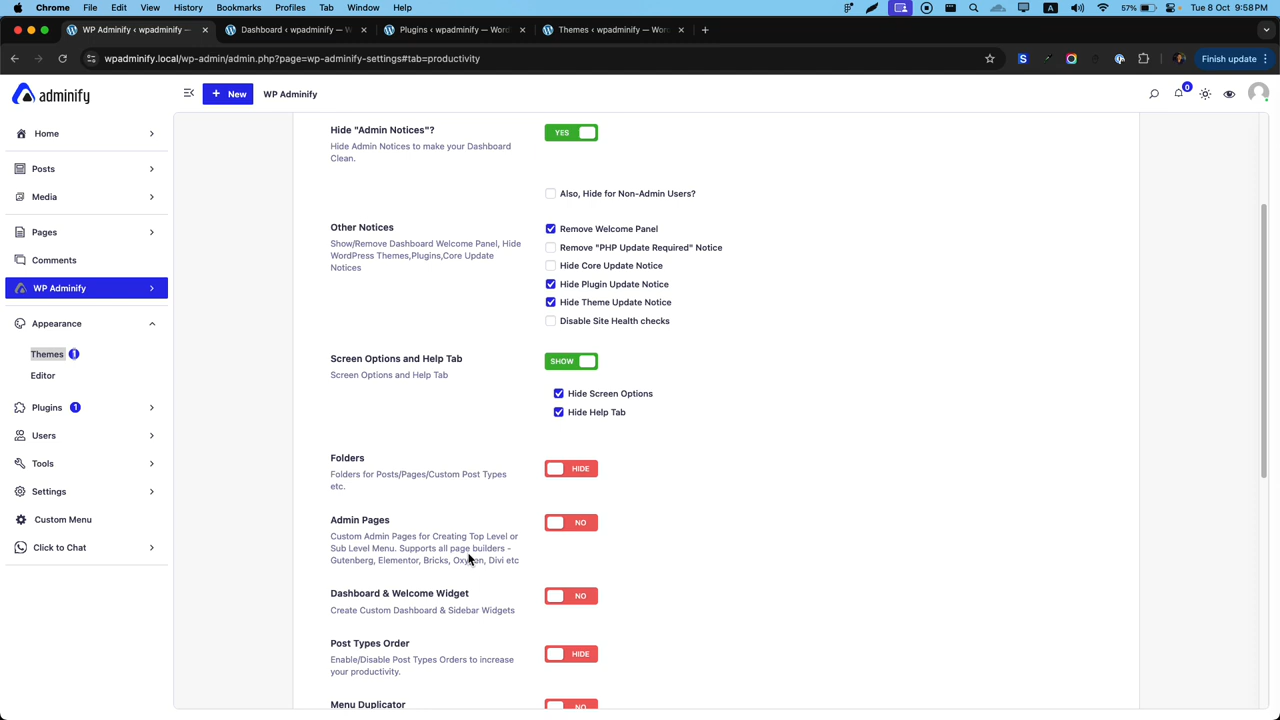 Chrome File Edit View History Bookmarks Profiles Tab Window Help
A 57% Tue 8 Oct 9:58 PM
WP Adminify ‹ wpadminify —
Dashboard ‹ wpadminify — W
Plugins ‹ wpadminify — Word
Themes ‹ wpadminify — Word
wpadminify.local/wp-admin/admin.php?page=wp-adminify-settings#tab=productivity
Finish update
adminify
+ New
WP Adminify
0
Home
Posts
Media
Pages
Comments
WP Adminify
Appearance
Themes 1
Editor
Plugins 1
Users
Tools
Settings
Custom Menu
Click to Chat
Hide "Admin Notices"?
Hide Admin Notices to make your Dashboard
Clean.
YES
Also, Hide for Non-Admin Users?
Other Notices
Show/Remove Dashboard Welcome Panel, Hide
WordPress Themes,Plugins,Core Update
Notices
Remove Welcome Panel
Remove "PHP Update Required" Notice
Hide Core Update Notice
Hide Plugin Update Notice
Hide Theme Update Notice
Disable Site Health checks
Screen Options and Help Tab
Screen Options and Help Tab
SHOW
Hide Screen Options
Hide Help Tab
Folders
Folders for Posts/Pages/Custom Post Types
etc.
HIDE
Admin Pages
Custom Admin Pages for Creating Top Level or
Sub Level Menu. Supports all page builders -
Gutenberg, Elementor, Bricks, Oxygen, Divi etc
NO
Dashboard & Welcome Widget
Create Custom Dashboard & Sidebar Widgets
NO
Post Types Order
Enable/Disable Post Types Orders to increase
your productivity.
HIDE
Menu Duplicator
NO